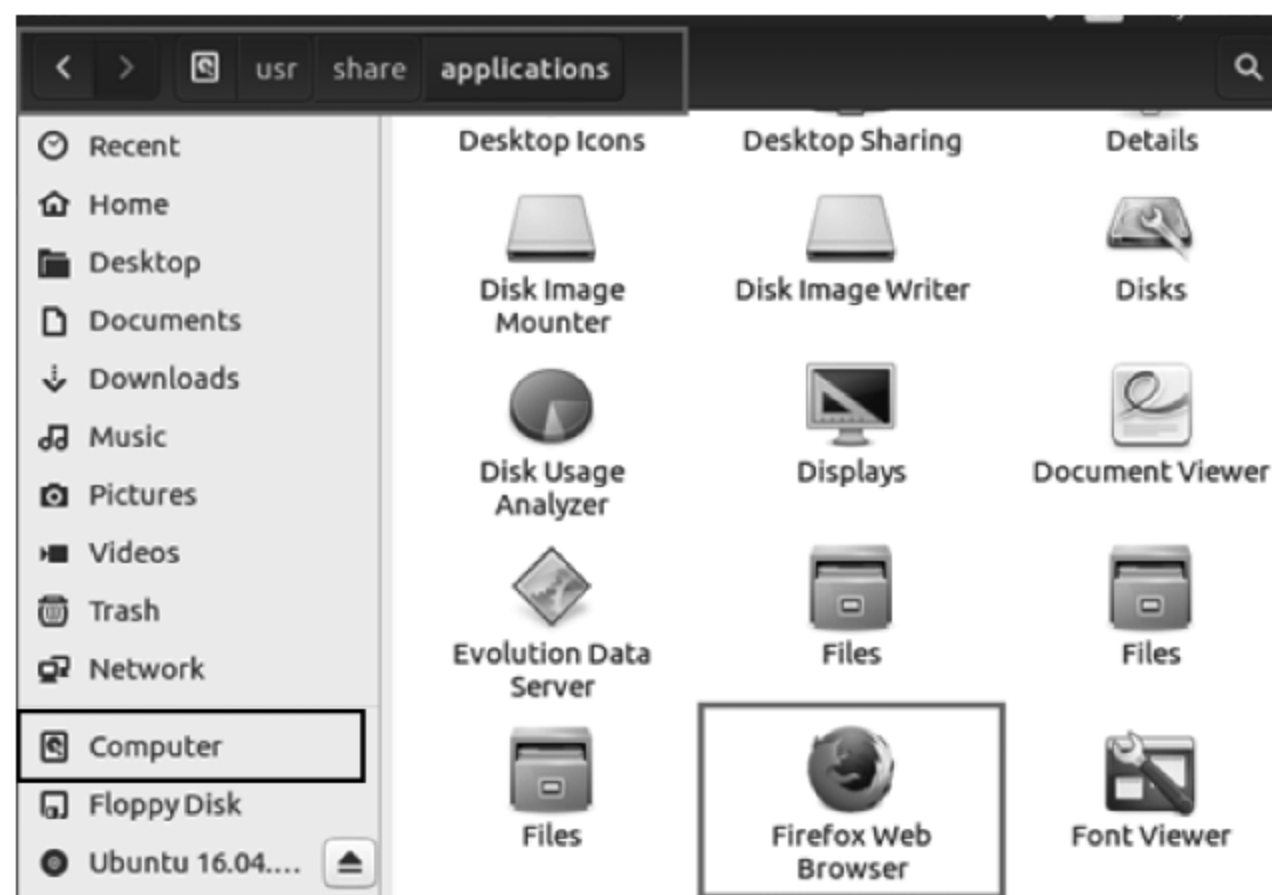 usr share applications
Recent
Home
Desktop
Documents
Downloads
Music
Pictures
Videos
Trash
Network
Computer
Floppy Disk
Ubuntu 16.04....
Desktop Icons
Desktop Sharing
Details
Disk Image
Mounter
Disk Image Writer
Disks
Disk Usage
Analyzer
Displays
Document Viewer
Evolution Data
Server
Files
Files
Files
Firefox Web
Browser
Font Viewer